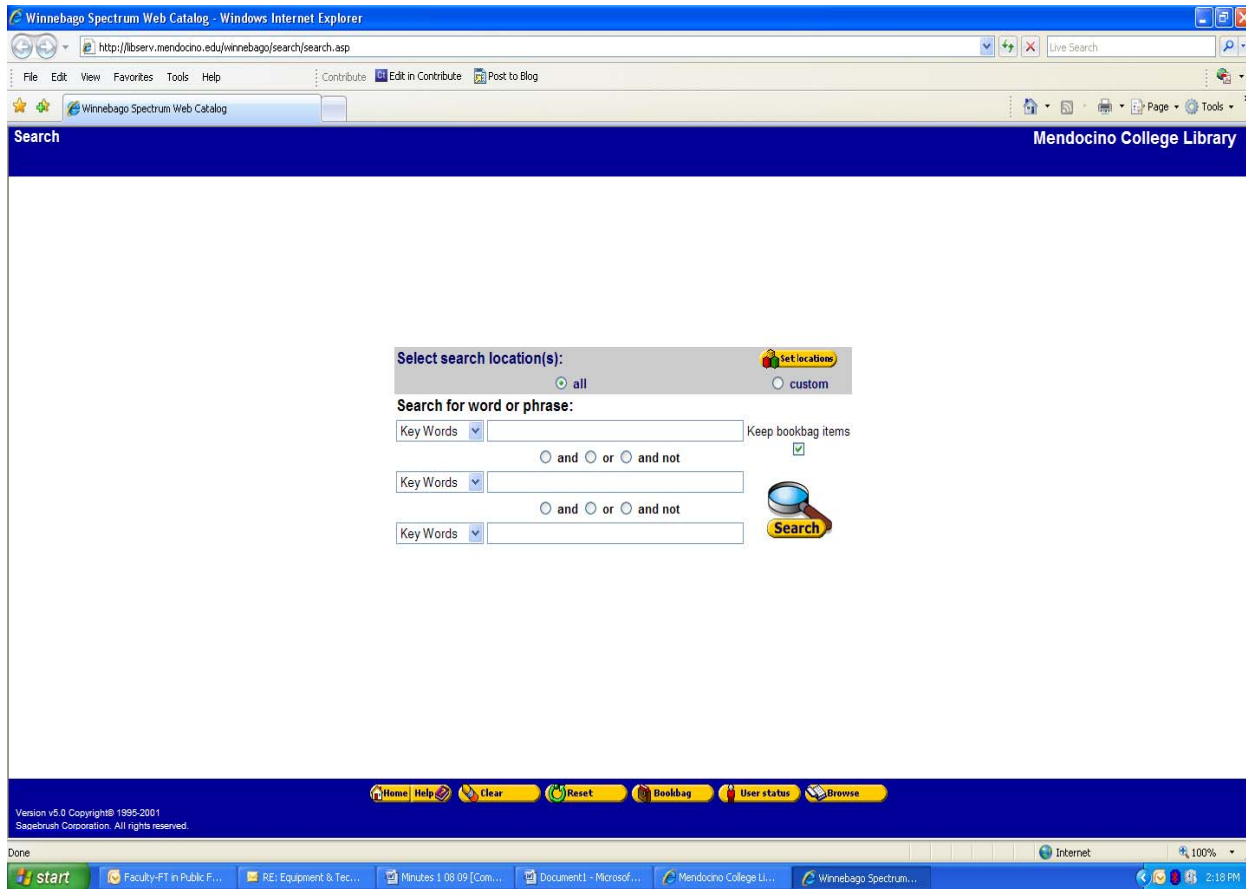 Winnebago Spectrum Web Catalog - Windows Internet Explorer
http://libserv.mendocino.edu/winnebago/search/search.asp Live Search
File Edit View Favorites Tools Help Contribute Edit in Contribute Post to Blog
Winnebago Spectrum Web Catalog Page Tools
Search Mendocino College Library
Select search location(s): Set locations
all custom
Search for word or phrase:
Key Words Keep bookbag items
and or and not
Key Words
and or and not
Search
Key Words
Home Help Clear Reset Bookbag User status Browse
Version v5.0 Copyright® 1995-2001
Sagebrush Corporation. All rights reserved.
Done Internet 100%
start Faculty-FT in Public F... RE: Equipment & Tec... Minutes 1 08 09 [Com... Document1 - Microsof... Mendocino College Li... Winnebago Spectrum... 2:18 PM